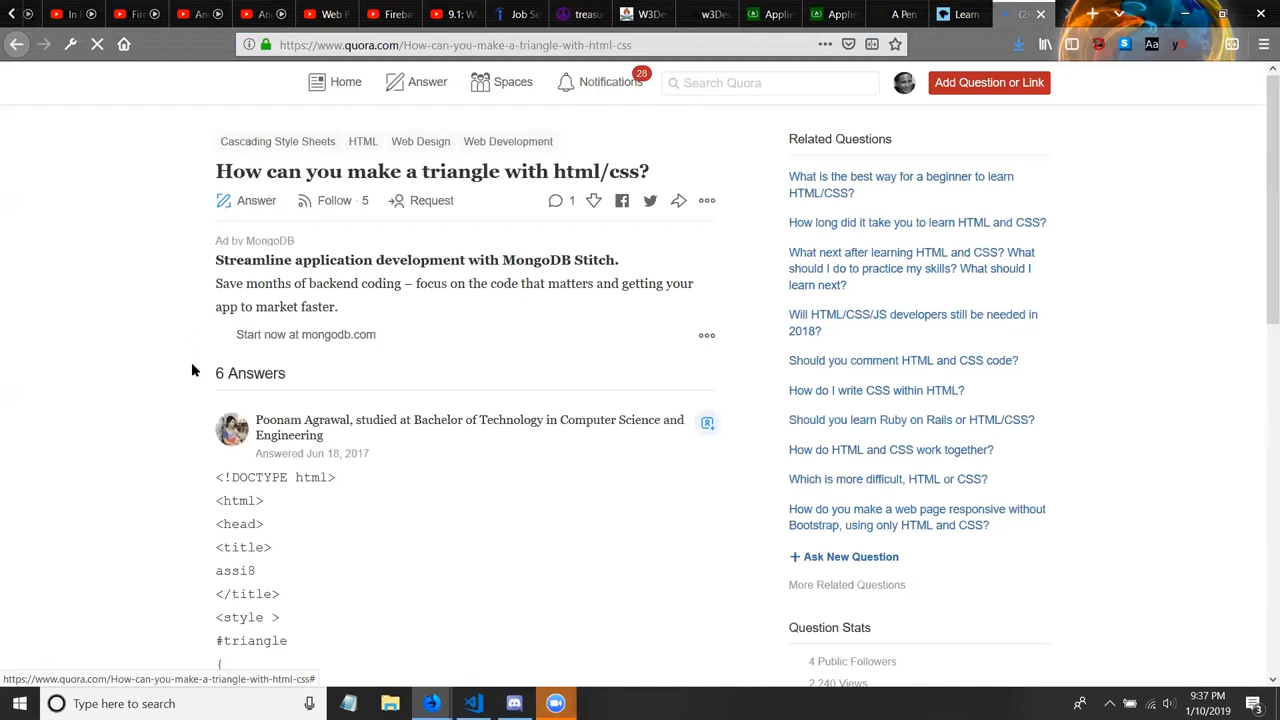 In
Fire
An
An
Web I
Fireba
9.1: W
Job Se
treasu
W3De
w3Dev
Applie
Applie
A Pen
Learn
https://www.quora.com/How-can-you-make-a-triangle-with-html-css
Home
Answer
Spaces
Notifications
28
Search Quora
Add Question or Link
Cascading Style Sheets HTML Web Design Web Development
How can you make a triangle with html/css?
Answer Follow · 5 Request 1
Ad by MongoDB
Streamline application development with MongoDB Stitch.
Save months of backend coding – focus on the code that matters and getting your
app to market faster.
Start now at mongodb.com
6 Answers
Poonam Agrawal, studied at Bachelor of Technology in Computer Science and
Engineering
Answered Jun 18, 2017
<!DOCTYPE html>
<html>
<head>
<title>
assi8
</title>
<style >
#triangle
{
Related Questions
What is the best way for a beginner to learn
HTML/CSS?
How long did it take you to learn HTML and CSS?
What next after learning HTML and CSS? What
should I do to practice my skills? What should I
learn next?
Will HTML/CSS/JS developers still be needed in
2018?
Should you comment HTML and CSS code?
How do I write CSS within HTML?
Should you learn Ruby on Rails or HTML/CSS?
How do HTML and CSS work together?
Which is more difficult, HTML or CSS?
How do you make a web page responsive without
Bootstrap, using only HTML and CSS?
+ Ask New Question
More Related Questions
Question Stats
4 Public Followers
2,240 Views
https://www.quora.com/How-can-you-make-a-triangle-with-html-css#
Type here to search
9:37 PM
1/10/2019
3